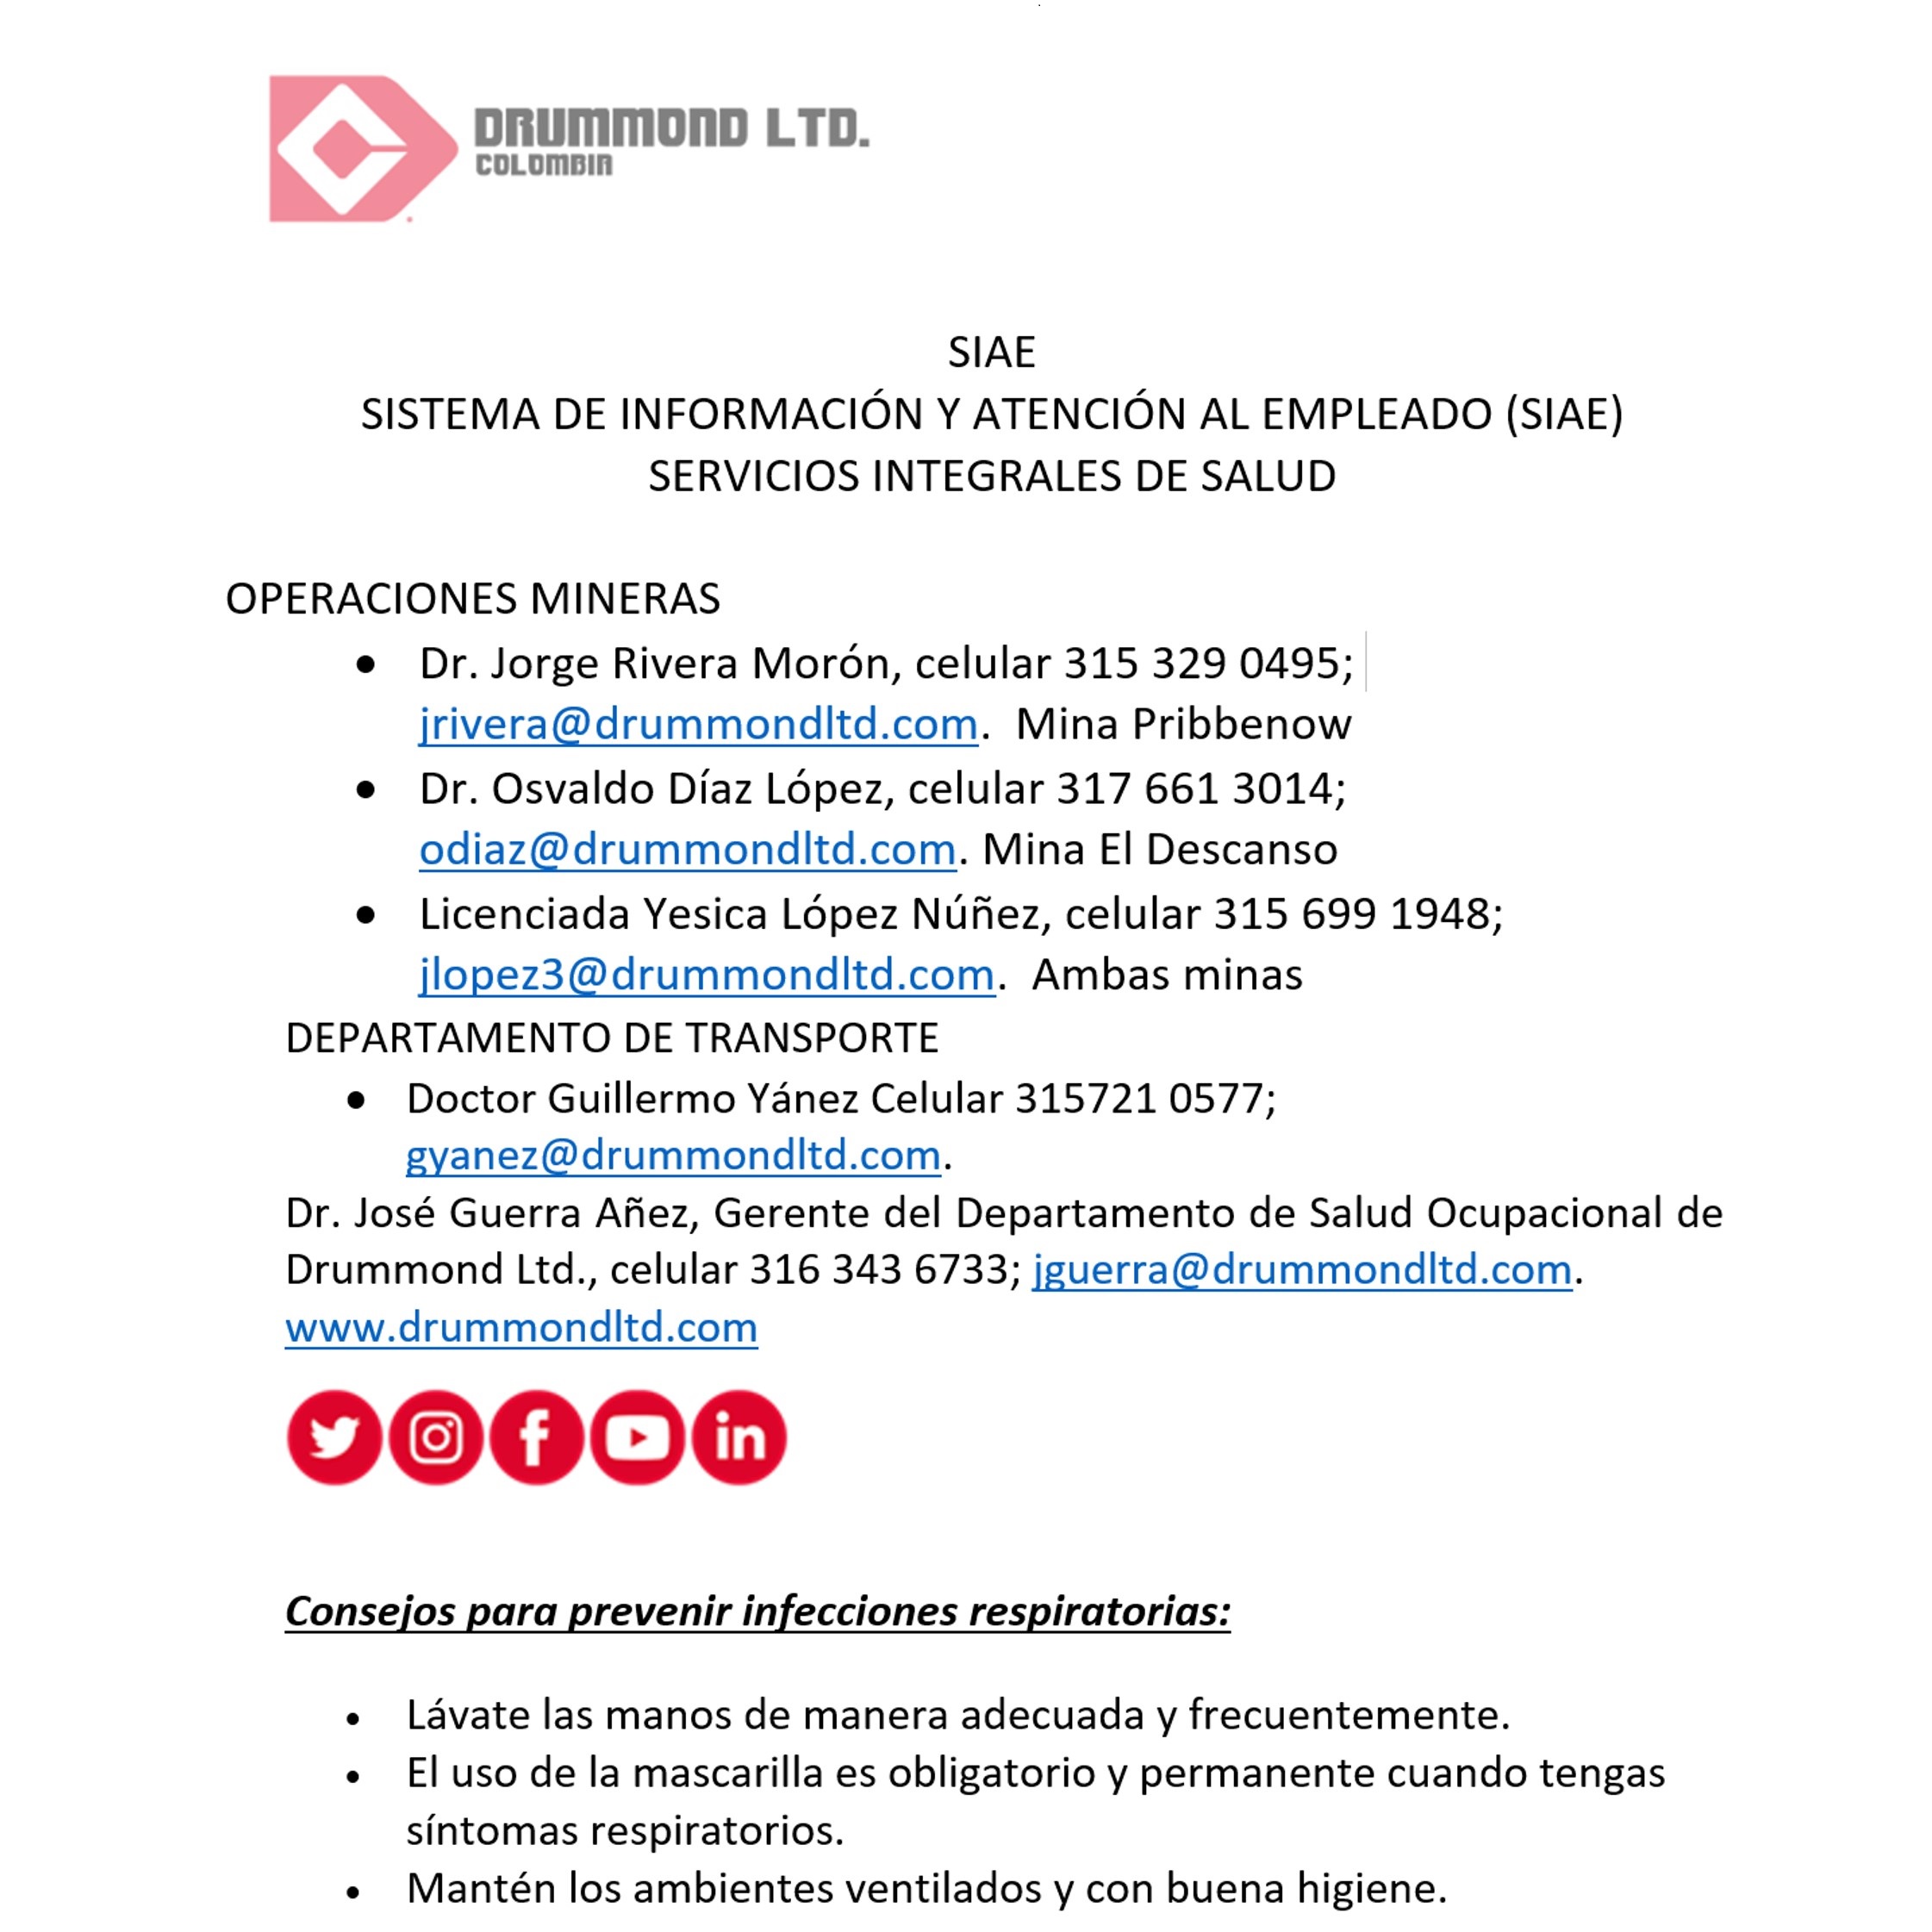 DRUMMOND LTD.
COLOMBIA
SIAE
SISTEMA DE INFORMACIÓN Y ATENCIÓN AL EMPLEADO (SIAE)
SERVICIOS INTEGRALES DE SALUD
OPERACIONES MINERAS
• Dr. Jorge Rivera Morón, celular 315 329 0495;
jrivera@drummondltd.com. Mina Pribbenow
• Dr. Osvaldo Díaz López, celular 317 661 3014;
odiaz@drummondltd.com. Mina El Descanso
• Licenciada Yesica López Núñez, celular 315 699 1948;
jlopez3@drummondltd.com. Ambas minas
DEPARTAMENTO DE TRANSPORTE
• Doctor Guillermo Yánez Celular 315721 0577;
gyanez@drummondltd.com.
Dr. José Guerra Añez, Gerente del Departamento de Salud Ocupacional de
Drummond Ltd., celular 316 343 6733; jguerra@drummondltd.com.
www.drummondltd.com
Consejos para prevenir infecciones respiratorias:
• Lávate las manos de manera adecuada y frecuentemente.
• El uso de la mascarilla es obligatorio y permanente cuando tengas
síntomas respiratorios.
• Mantén los ambientes ventilados y con buena higiene.